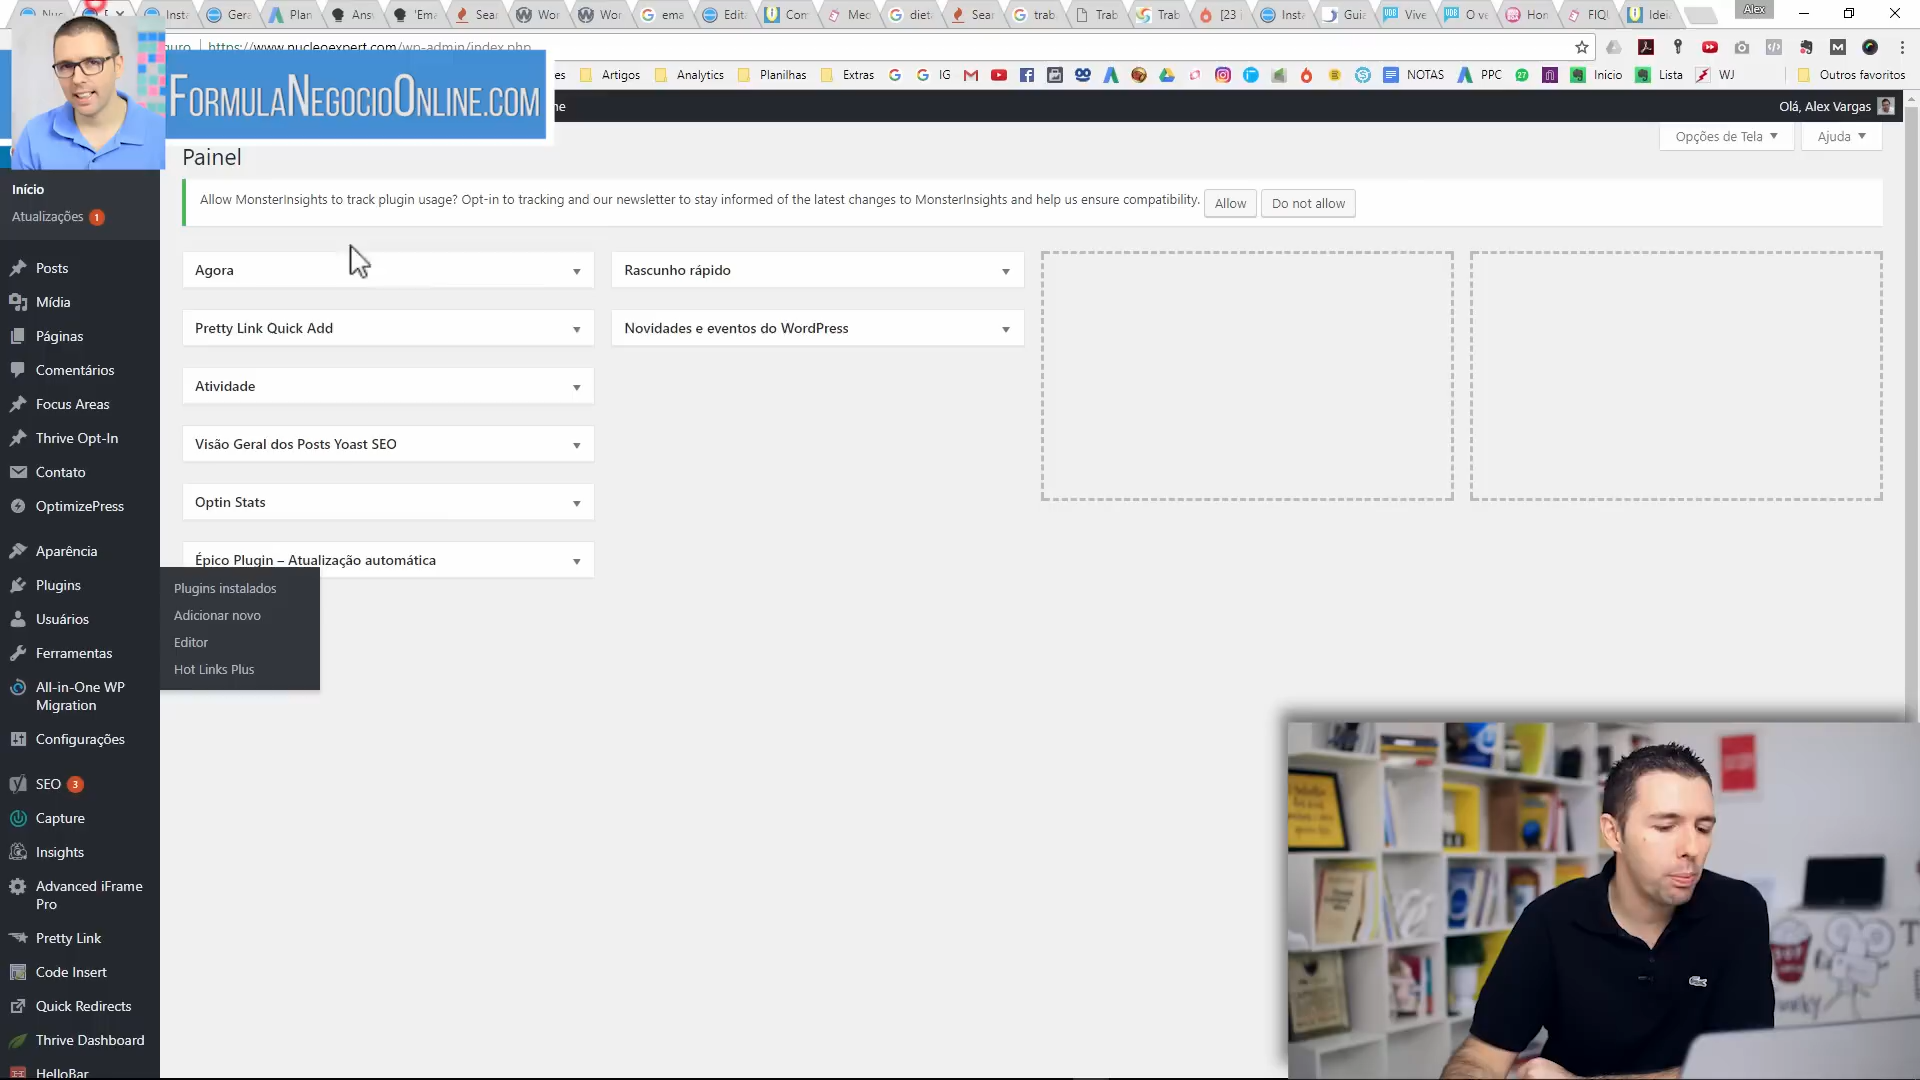 Alex
https://www.nucleoexpert.com/wp-admin/index.php
Artigos
Analytics
Planilhas
Extras
IG
NOTAS
PPC
Inicio
Lista
WJ
Outros favoritos
FORMULANEGOCIOONLINE.COM
Olá, Alex Vargas
Opções de Tela
Ajuda
Painel
Allow MonsterInsights to track plugin usage? Opt-in to tracking and our newsletter to stay informed of the latest changes to MonsterInsights and help us ensure compatibility.
Allow
Do not allow
Início
Atualizações 1
Posts
Mídia
Páginas
Comentários
Focus Areas
Thrive Opt-In
Contato
OptimizePress
Aparência
Plugins
Usuários
Ferramentas
All-in-One WP
Migration
Configurações
SEO 3
Capture
Insights
Advanced iFrame
Pro
Pretty Link
Code Insert
Quick Redirects
Thrive Dashboard
HelloBar
Plugins instalados
Adicionar novo
Editor
Hot Links Plus
Agora
Pretty Link Quick Add
Atividade
Visão Geral dos Posts Yoast SEO
Optin Stats
Épico Plugin – Atualização automática
Rascunho rápido
Novidades e eventos do WordPress